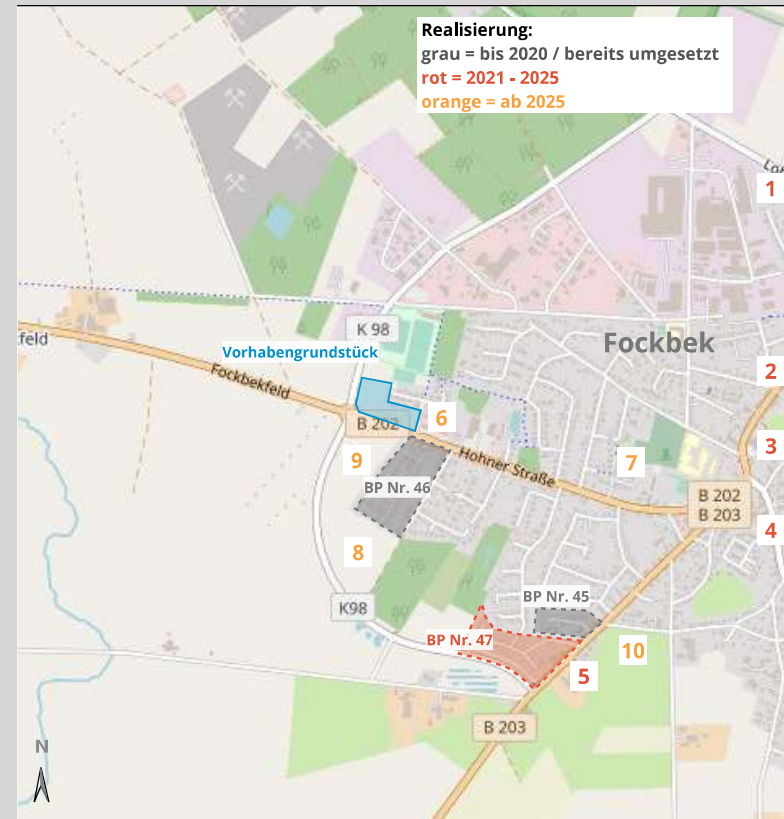 Realisierung:
grau = bis 2020 / bereits umgesetzt
rot = 2021 - 2025
orange = ab 2025
1
K 98
Fockbek
feld
Vorhabengrundstück
Fockbekfeld
2
B 202
6
9
Hohner Straße
7
3
BP Nr. 46
B 202
B 203
4
8
K98
BP Nr. 45
BP Nr. 47
10
5
B 203
N